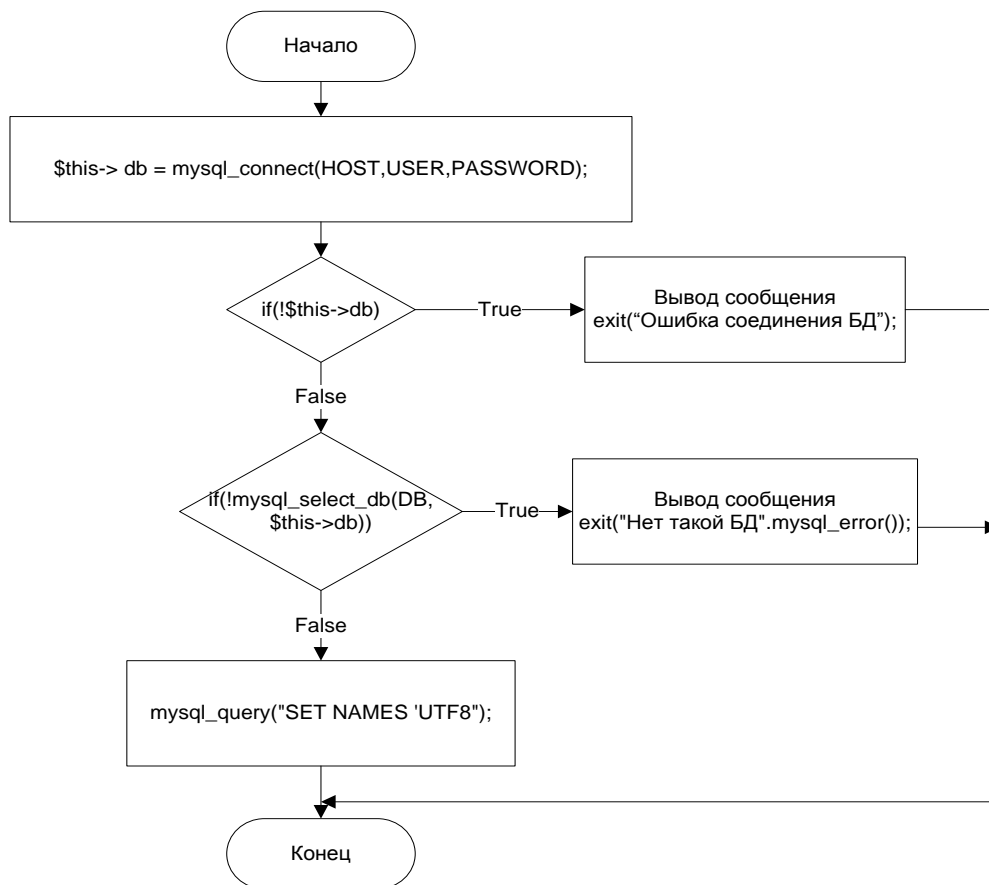 Начало
$this-> db = mysql_connect(HOST,USER,PASSWORD);
if(!$this->db)
True
Вывод сообщения
exit(“Ошибка соединения БД”);
False
if(!mysql_select_db(DB,
$this->db))
True
Вывод сообщения
exit("Нет такой БД".mysql_error());
False
mysql_query("SET NAMES 'UTF8");
Конец